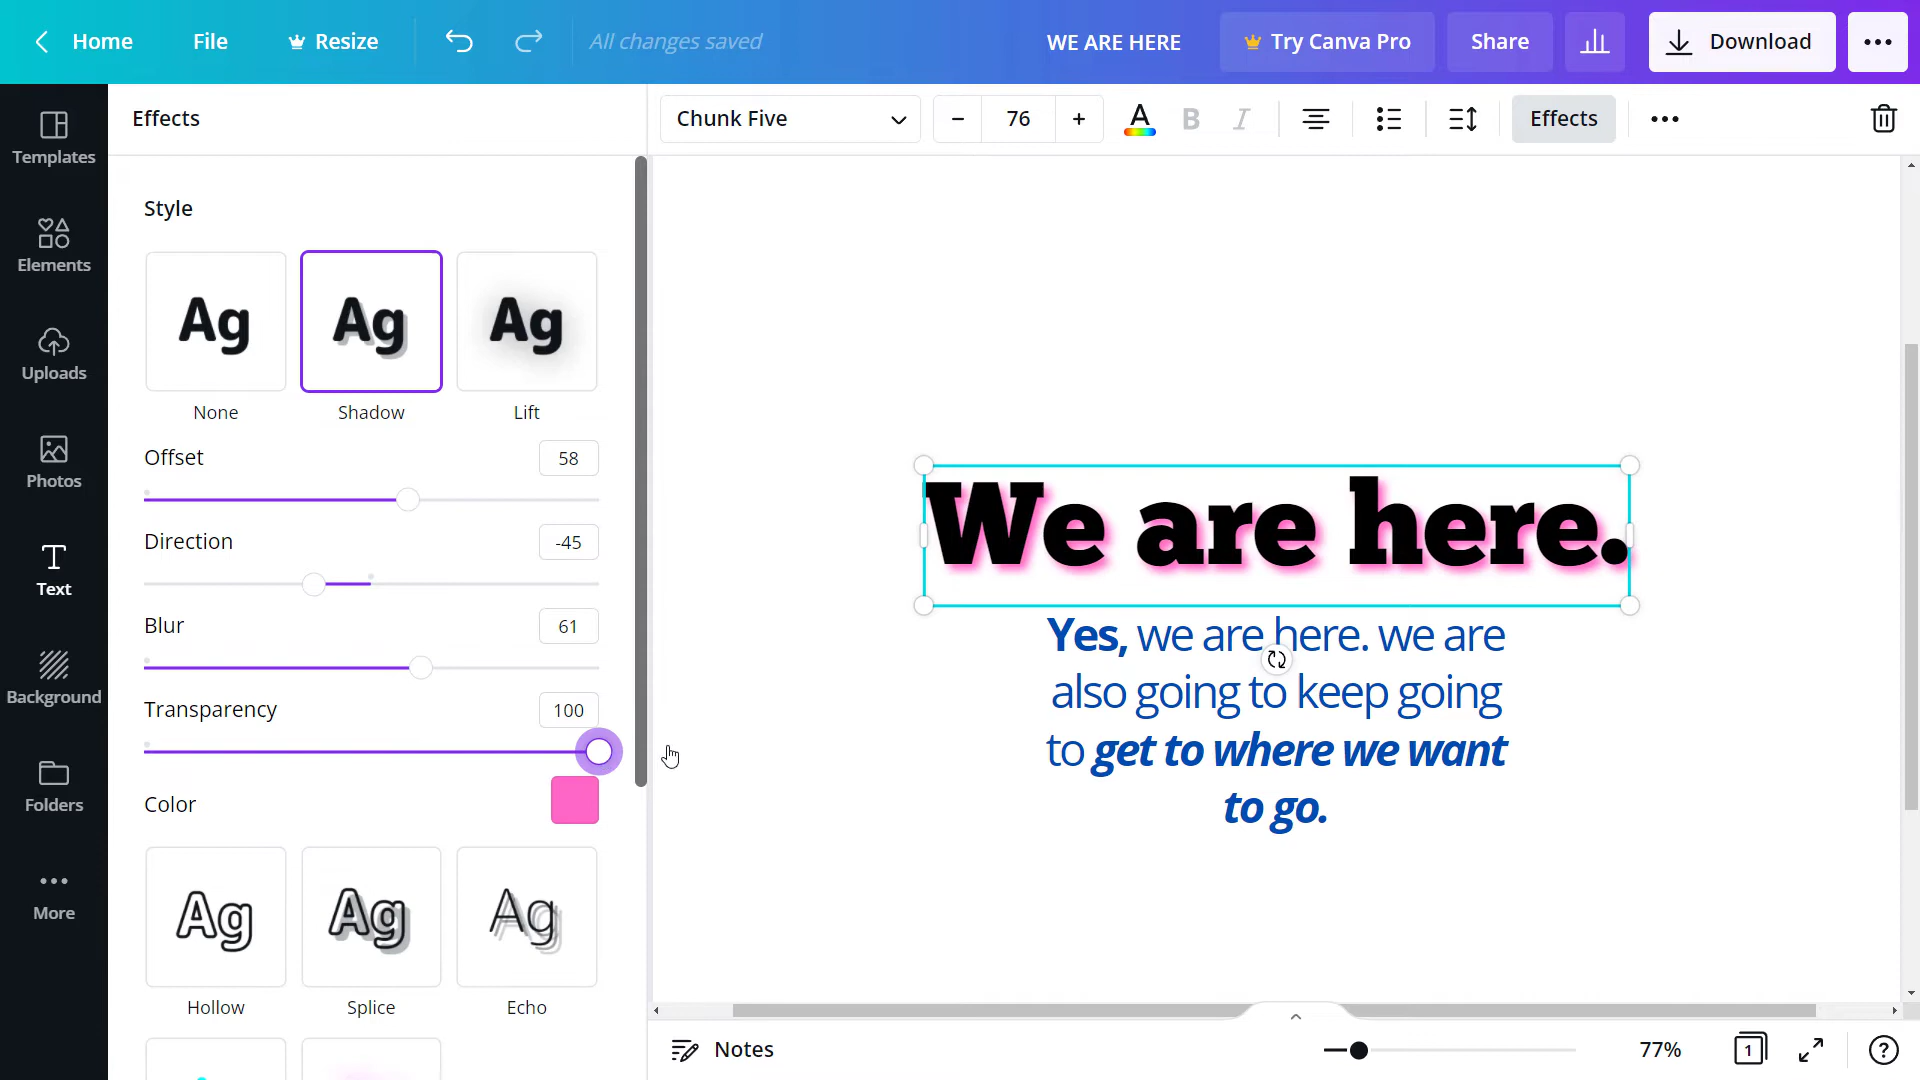 Home File Resize All changes saved WE ARE HERE Try Canva Pro Share Download
Effects Chunk Five 76 A B I Effects
Templates
Elements
Uploads
Photos
Text
Background
Folders
More
Style
Ag Ag Ag
None Shadow Lift
Offset 58
Direction -45
Blur 61
Transparency 100
Color
Ag Ag Ag
Hollow Splice Echo
We are here.
Yes, we are here. we are
also going to keep going
to get to where we want
to go.
Notes 77% 1 ?